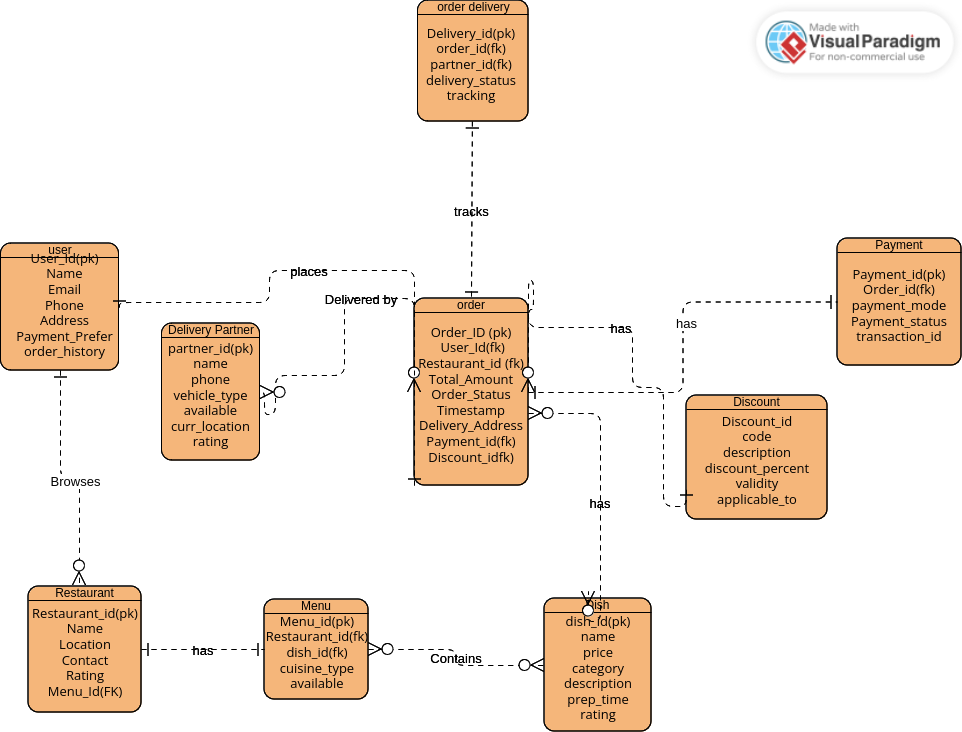 order delivery
Delivery_id(pk)
order_id(fk)
partner_id(fk)
delivery_status
tracking
Made with
VisualParadigm
For non-commercial use
tracks
user
User_id(pk)
Name
Email
Phone
Address
Payment_Prefer
order_history
places
Delivered by
Delivery Partner
partner_id(pk)
name
phone
vehicle_type
available
curr_location
rating
order
Order_ID (pk)
User_Id(fk)
Restaurant_id (fk)
Total_Amount
Order_Status
Timestamp
Delivery_Address
Payment_id(fk)
Discount_idfk)
has
has
Payment
Payment_id(pk)
Order_id(fk)
payment_mode
Payment_status
transaction_id
Discount
Discount_id
code
description
discount_percent
validity
applicable_to
Browses
has
Restaurant
Restaurant_id(pk)
Name
Location
Contact
Rating
Menu_Id(FK)
has
Menu
Menu_id(pk)
Restaurant_id(fk)
dish_id(fk)
cuisine_type
available
Contains
Dish
dish_id(pk)
name
price
category
description
prep_time
rating